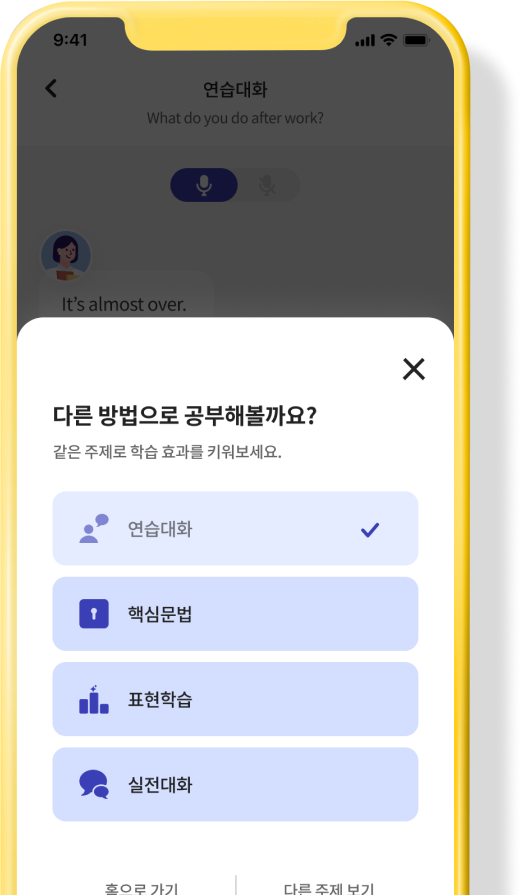 9:41
연습대화
What do you do after work?
It's almost over.
다른 방법으로 공부해볼까요?
같은 주제로 학습 효과를 키워보세요.
연습대화
핵심문법
표현학습
실전대화
홈으로 가기
다른 주제 보기